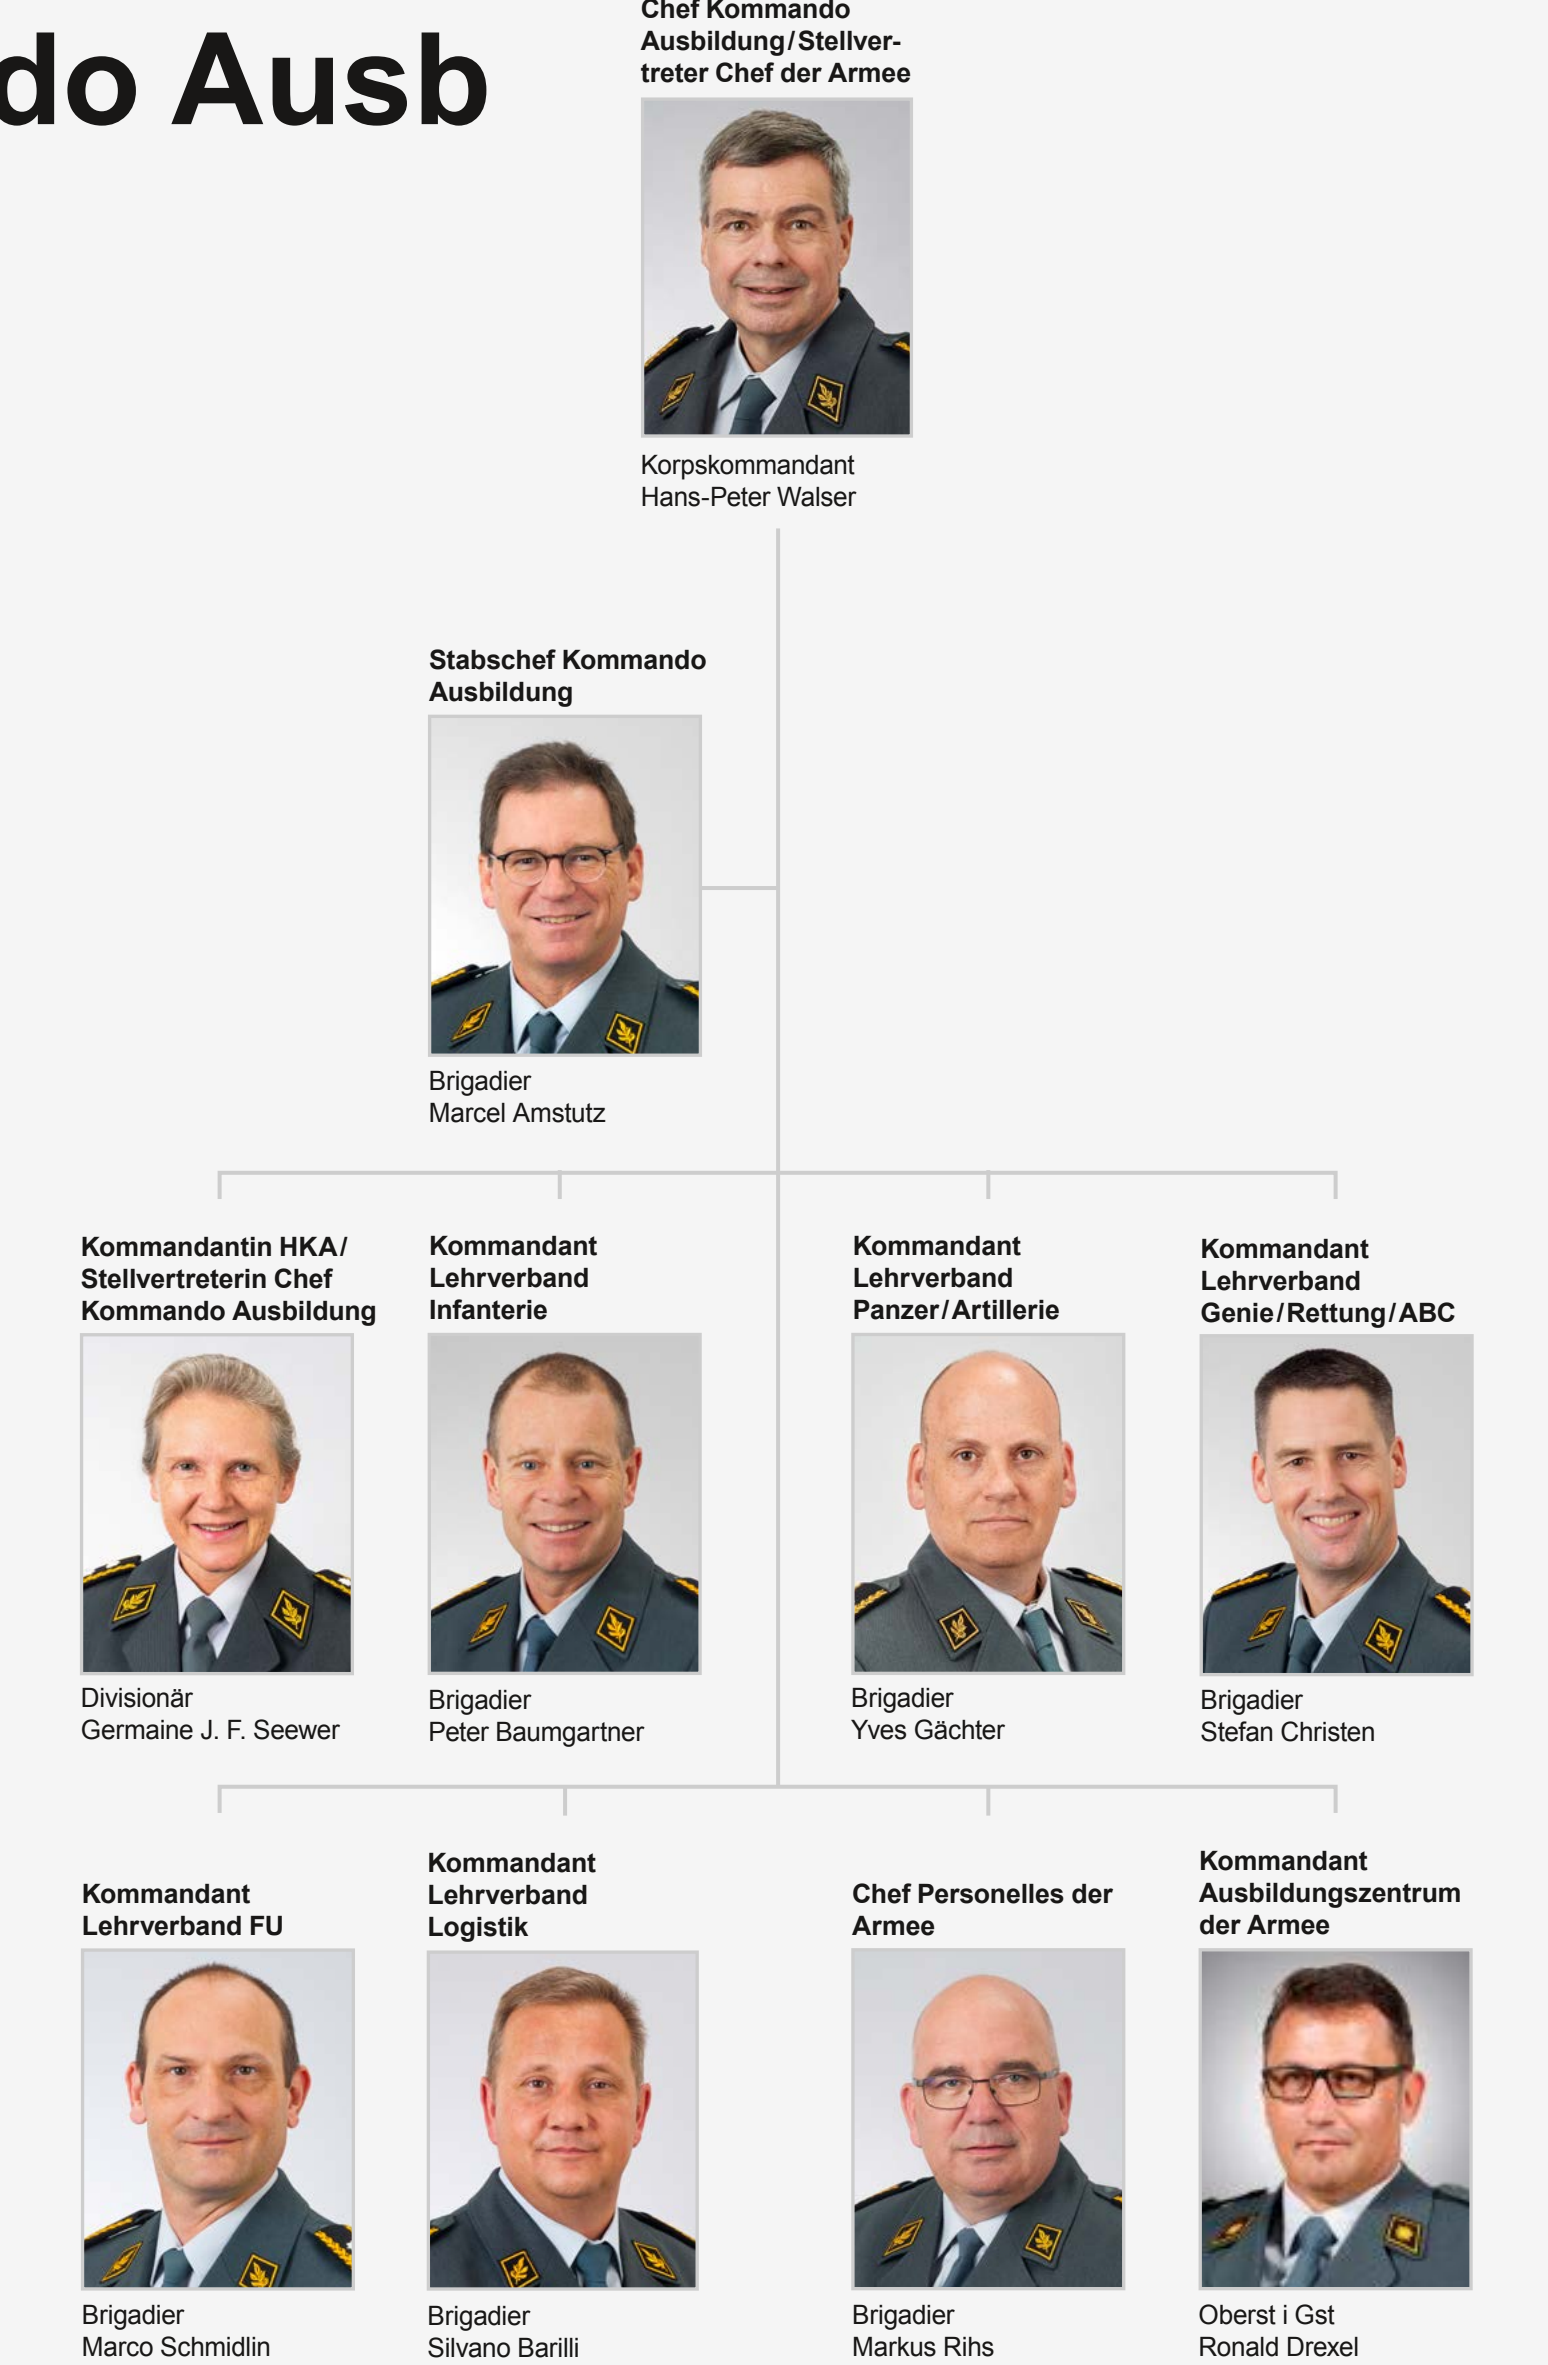 do Ausb
Chef Kommando
Ausbildung/Stellver-
treter Chef der Armee
Korpskommandant
Hans-Peter Walser
Stabschef Kommando
Ausbildung
Brigadier
Marcel Amstutz
Kommandantin HKA/
Stellvertreterin Chef
Kommando Ausbildung
Divisionär
Germaine J. F. Seewer
Kommandant
Lehrverband
Infanterie
Brigadier
Peter Baumgartner
Kommandant
Lehrverband
Panzer/Artillerie
Brigadier
Yves Gächter
Kommandant
Lehrverband
Genie/Rettung/ABC
Brigadier
Stefan Christen
Kommandant
Lehrverband FU
Brigadier
Marco Schmidlin
Kommandant
Lehrverband
Logistik
Brigadier
Silvano Barilli
Chef Personelles der
Armee
Brigadier
Markus Rihs
Kommandant
Ausbildungszentrum
der Armee
Oberst i Gst
Ronald Drexel